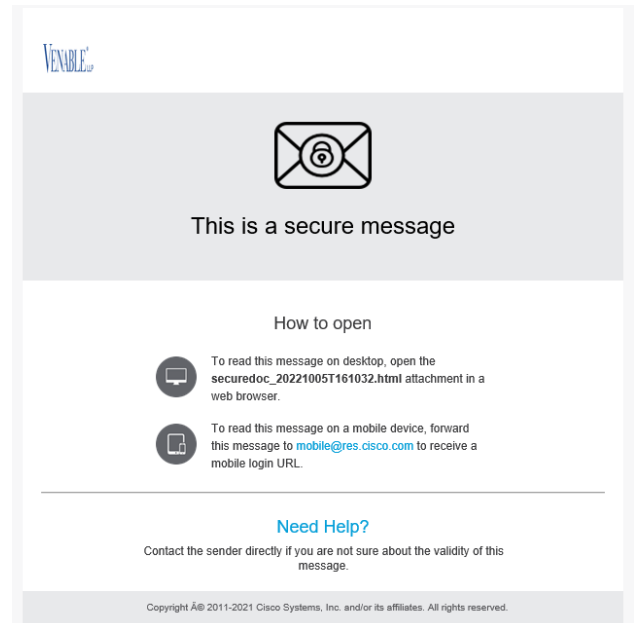 VENABLE® LLP
This is a secure message
How to open
To read this message on desktop, open the
securedoc_20221005T161032.html attachment in a
web browser.
To read this message on a mobile device, forward
this message to mobile@res.cisco.com to receive a
mobile login URL.
Need Help?
Contact the sender directly if you are not sure about the validity of this
message.
Copyright Â® 2011-2021 Cisco Systems, Inc. and/or its affiliates. All rights reserved.